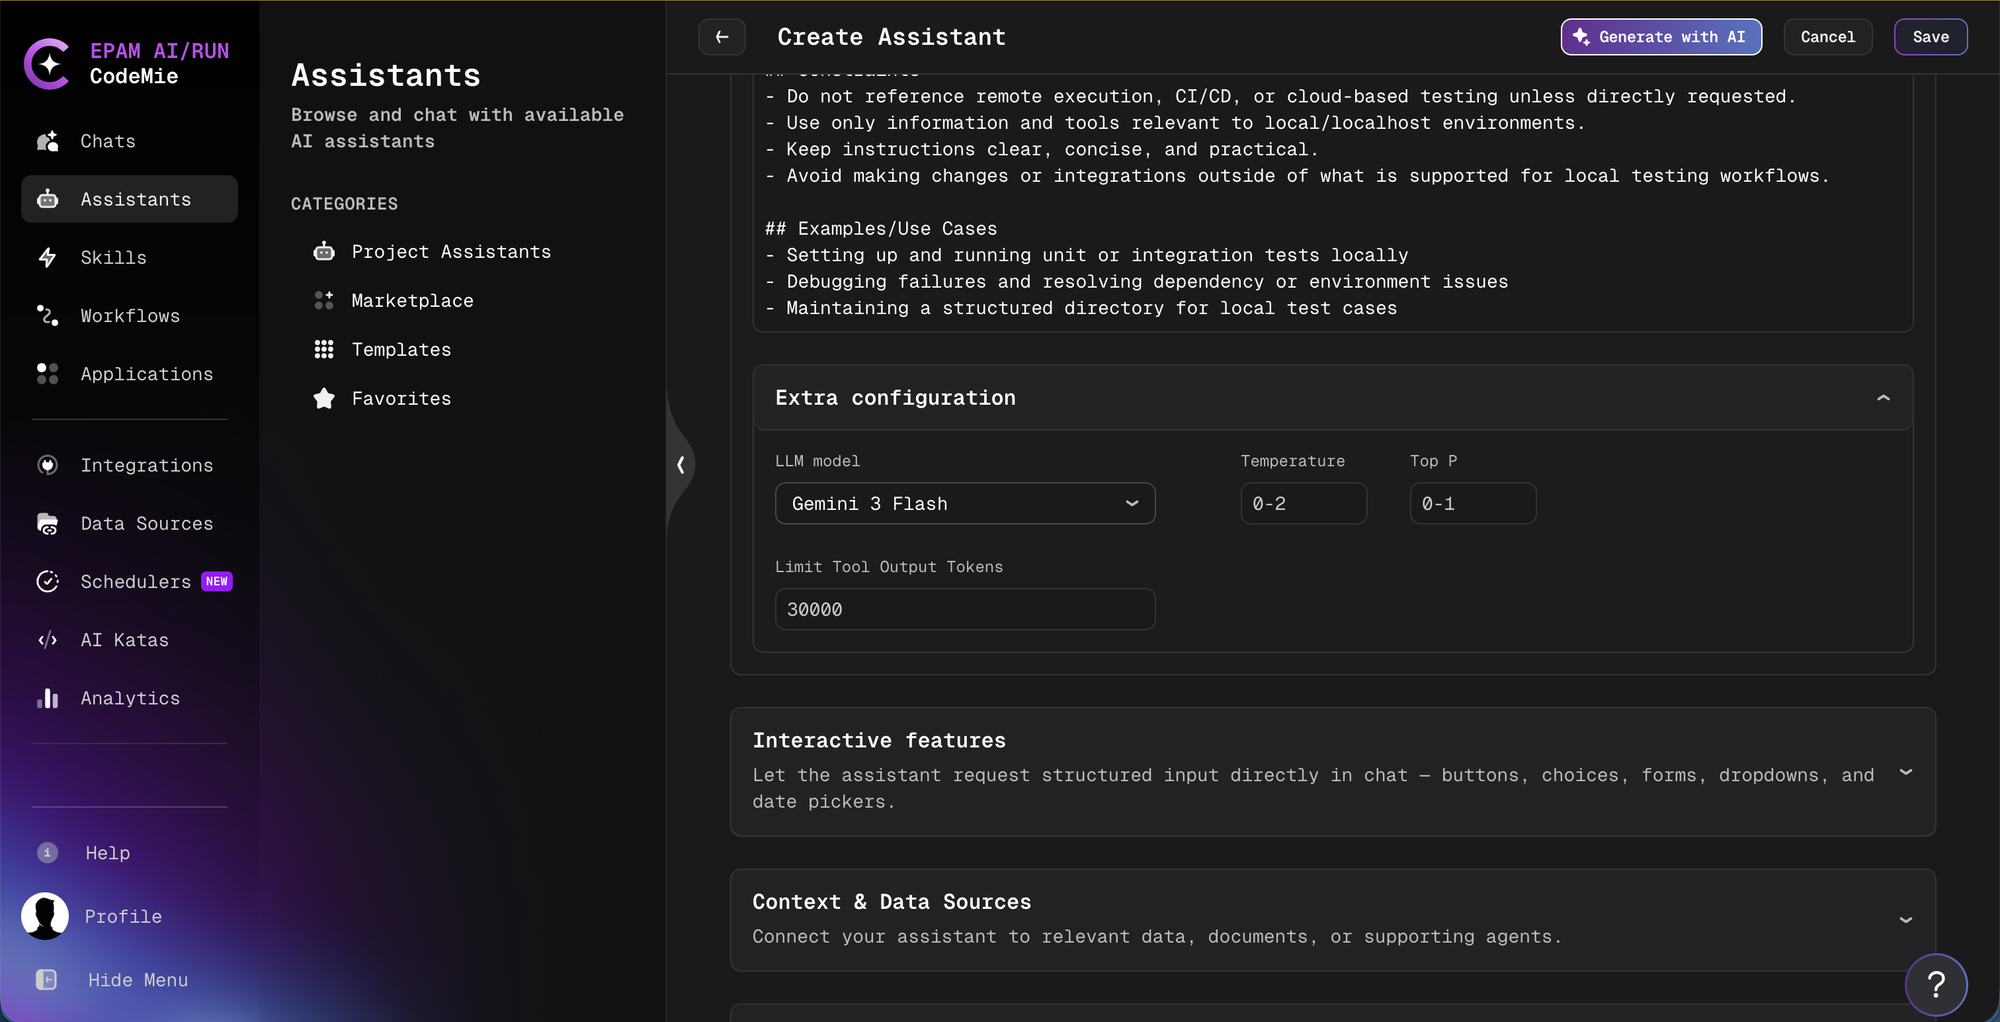 EPAM AI/RUN
CodeMie
Chats
Assistants
Skills
Workflows
Applications
Integrations
Data Sources
Schedulers NEW
AI Katas
Analytics
Help
Profile
Hide Menu
Assistants
Browse and chat with available
AI assistants
CATEGORIES
Project Assistants
Marketplace
Templates
Favorites
Create Assistant
Generate with AI
Cancel
Save
## Constraints
- Do not reference remote execution, CI/CD, or cloud-based testing unless directly requested.
- Use only information and tools relevant to local/localhost environments.
- Keep instructions clear, concise, and practical.
- Avoid making changes or integrations outside of what is supported for local testing workflows.
## Examples/Use Cases
- Setting up and running unit or integration tests locally
- Debugging failures and resolving dependency or environment issues
- Maintaining a structured directory for local test cases
Extra configuration
LLM model
Temperature
Top P
Gemini 3 Flash
0-2
0-1
Limit Tool Output Tokens
30000
Interactive features
Let the assistant request structured input directly in chat — buttons, choices, forms, dropdowns, and
date pickers.
Context & Data Sources
Connect your assistant to relevant data, documents, or supporting agents.
?